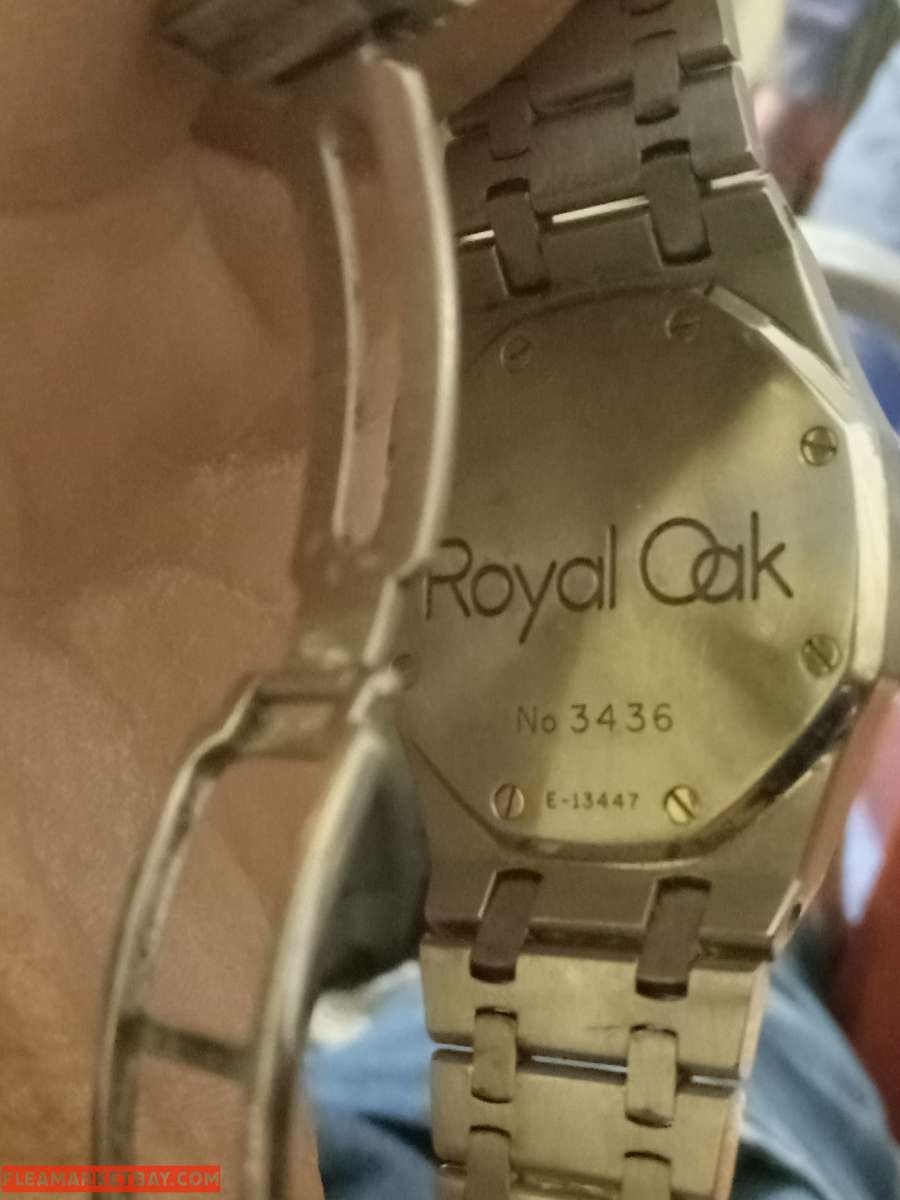 Royal Oak
No 3436
E-13447
FLEAMARKETBAY.COM